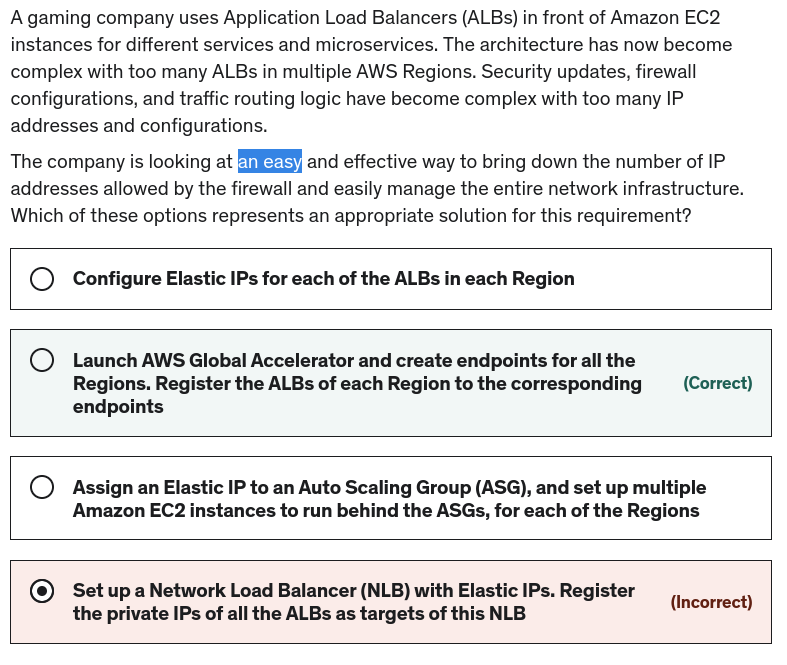 A gaming company uses Application Load Balancers (ALBs) in front of Amazon EC2
instances for different services and microservices. The architecture has now become
complex with too many ALBs in multiple AWS Regions. Security updates, firewall
configurations, and traffic routing logic have become complex with too many IP
addresses and configurations.
The company is looking at an easy and effective way to bring down the number of IP
addresses allowed by the firewall and easily manage the entire network infrastructure.
Which of these options represents an appropriate solution for this requirement?
Configure Elastic IPs for each of the ALBs in each Region
Launch AWS Global Accelerator and create endpoints for all the
Regions. Register the ALBs of each Region to the corresponding
endpoints
(Correct)
Assign an Elastic IP to an Auto Scaling Group (ASG), and set up multiple
Amazon EC2 instances to run behind the ASGs, for each of the Regions
Set up a Network Load Balancer (NLB) with Elastic IPs. Register
the private IPs of all the ALBs as targets of this NLB
(Incorrect)